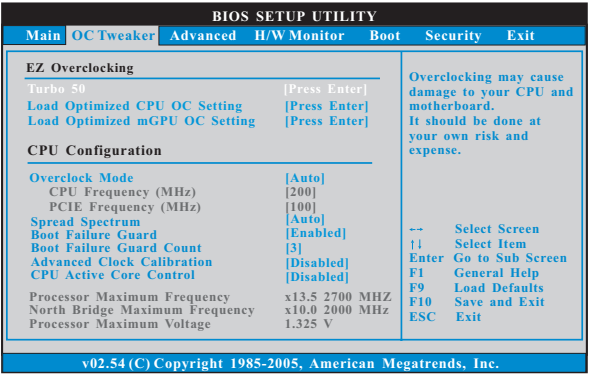 BIOS SETUP UTILITY
Main OC Tweaker Advanced H/W Monitor Boot Security Exit
EZ Overclocking
Turbo 50 [Press Enter]
Load Optimized CPU OC Setting [Press Enter]
Load Optimized mGPU OC Setting [Press Enter]
CPU Configuration
Overclock Mode [Auto]
CPU Frequency (MHz) [200]
PCIE Frequency (MHz) [100]
Spread Spectrum [Auto]
Boot Failure Guard [Enabled]
Boot Failure Guard Count [3]
Advanced Clock Calibration [Disabled]
CPU Active Core Control [Disabled]
Processor Maximum Frequency x13.5 2700 MHZ
North Bridge Maximum Frequency x10.0 2000 MHz
Processor Maximum Voltage 1.325 V
Overclocking may cause
damage to your CPU and
motherboard.
It should be done at
your own risk and
expense.
←→ Select Screen
↑↓ Select Item
Enter Go to Sub Screen
F1 General Help
F9 Load Defaults
F10 Save and Exit
ESC Exit
v02.54 (C) Copyright 1985-2005, American Megatrends, Inc.